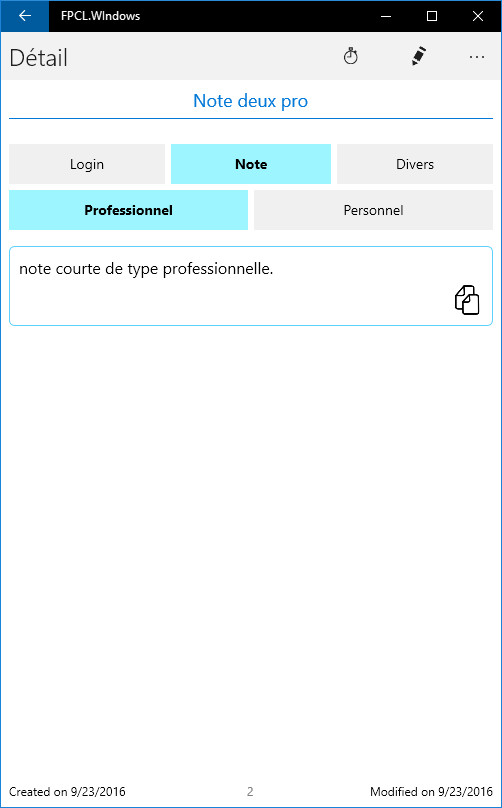 FPCL.WIndows
Détail
Note deux pro
Login Note Divers
Professionnel Personnel
note courte de type professionnelle.
Created on 9/23/2016 2 Modified on 9/23/2016